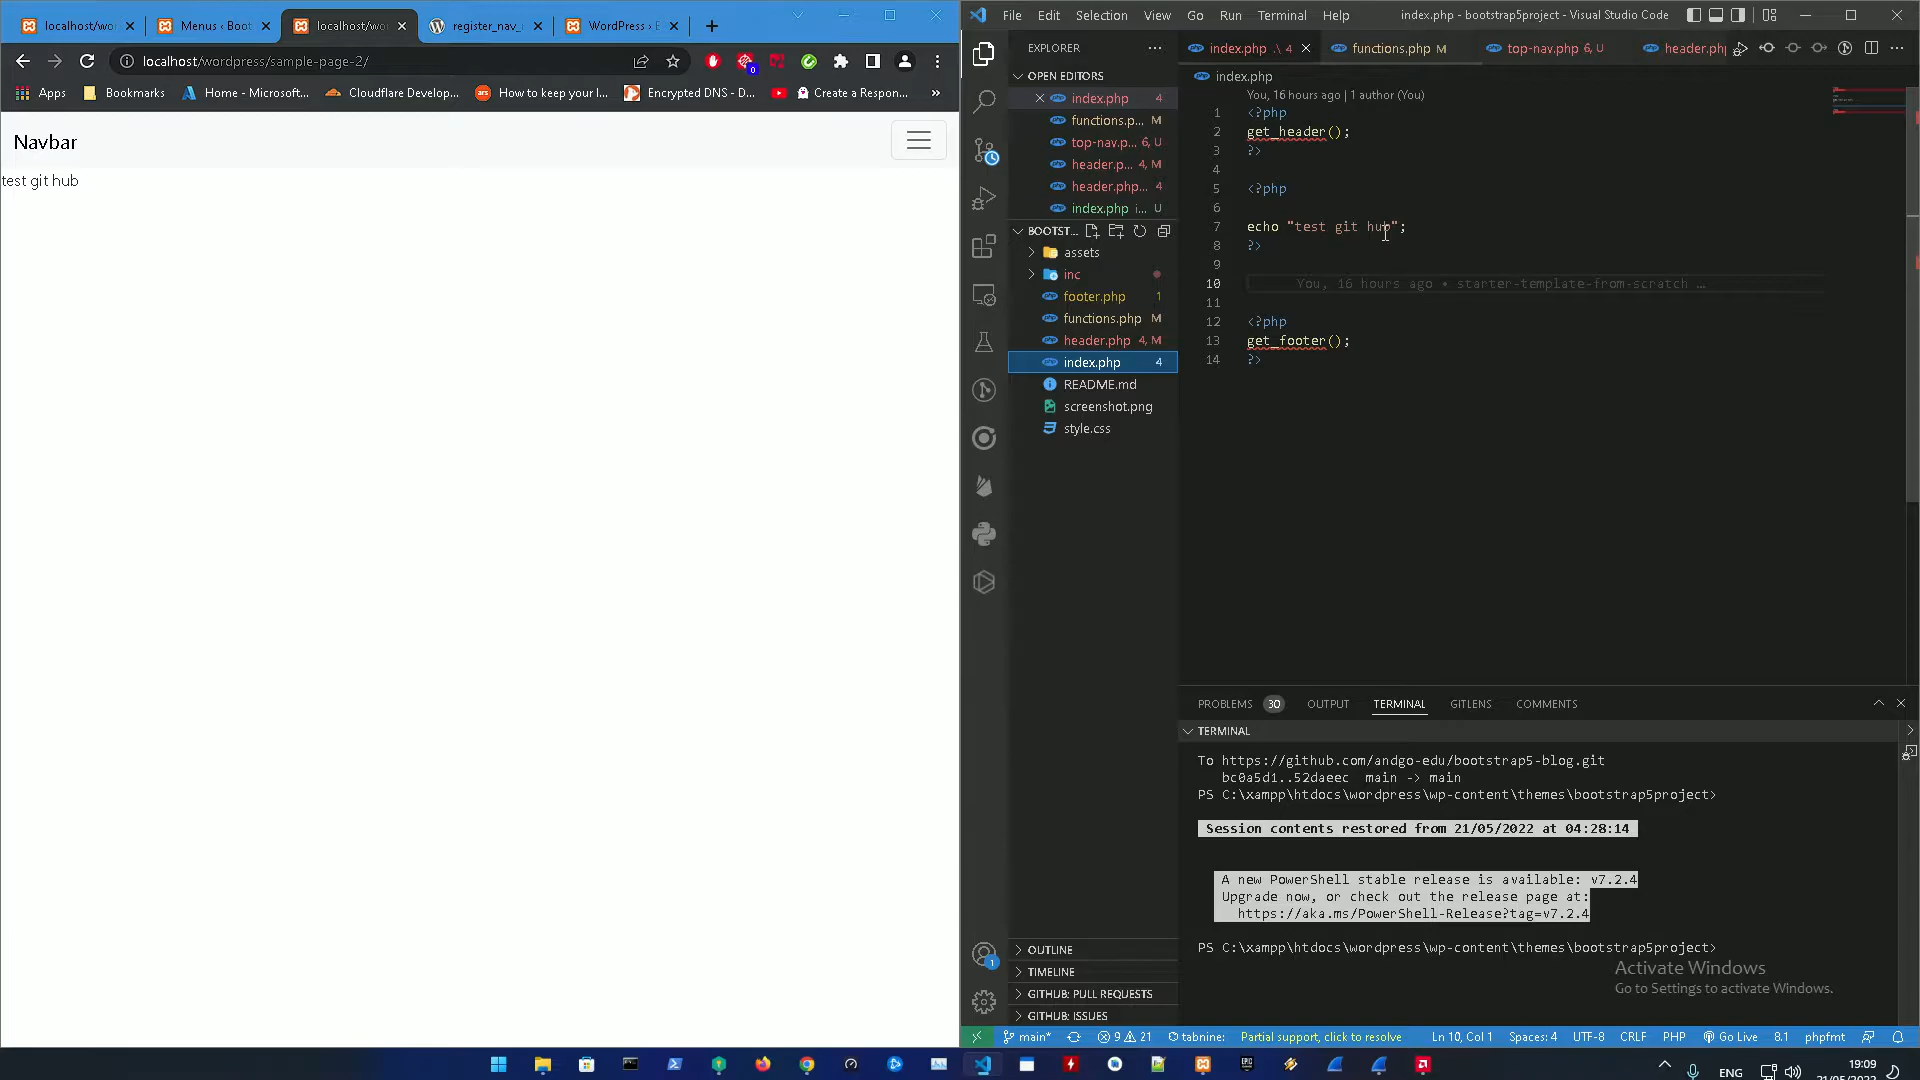 localhost/wo
Menus ‹ Boot
localhost/wo
register_nav_
WordPress › E
localhost/wordpress/sample-page-2/
Apps
Bookmarks
Home - Microsoft...
Cloudflare Develop...
How to keep your I...
Encrypted DNS - D...
Create a Respon...
»
Navbar
test git hub
File Edit Selection View Go Run Terminal Help
index.php - bootstrap5project - Visual Studio Code
EXPLORER
index.php .\ 4
functions.php M
top-nav.php 6, U
header.php
OPEN EDITORS
index.php 4
functions.p... M
top-nav.p... 6, U
header.p... 4, M
header.php... 4
index.php i... U
BOOTST...
assets
inc
footer.php 1
functions.php M
header.php 4, M
index.php 4
README.md
screenshot.png
style.css
OUTLINE
TIMELINE
GITHUB: PULL REQUESTS
GITHUB: ISSUES
index.php
You, 16 hours ago | 1 author (You)
1 <?php
2 get_header();
3 ?>
4
5 <?php
6
7 echo "test git hub";
8 ?>
9
10 You, 16 hours ago • starter-template-from-scratch …
11
12 <?php
13 get_footer();
14 ?>
PROBLEMS 30 OUTPUT TERMINAL GITLENS COMMENTS
TERMINAL
To https://github.com/andgo-edu/bootstrap5-blog.git
bc0a5d1..52daeec main -> main
PS C:\xampp\htdocs\wordpress\wp-content\themes\bootstrap5project>
Session contents restored from 21/05/2022 at 04:28:14
A new PowerShell stable release is available: v7.2.4
Upgrade now, or check out the release page at:
https://aka.ms/PowerShell-Release?tag=v7.2.4
PS C:\xampp\htdocs\wordpress\wp-content\themes\bootstrap5project>
Activate Windows
Go to Settings to activate Windows.
main* 9 21 tabnine: Partial support, click to resolve Ln 10, Col 1 Spaces: 4 UTF-8 CRLF PHP Go Live 8.1 phpfmt
ENG
19:09
21/05/2022